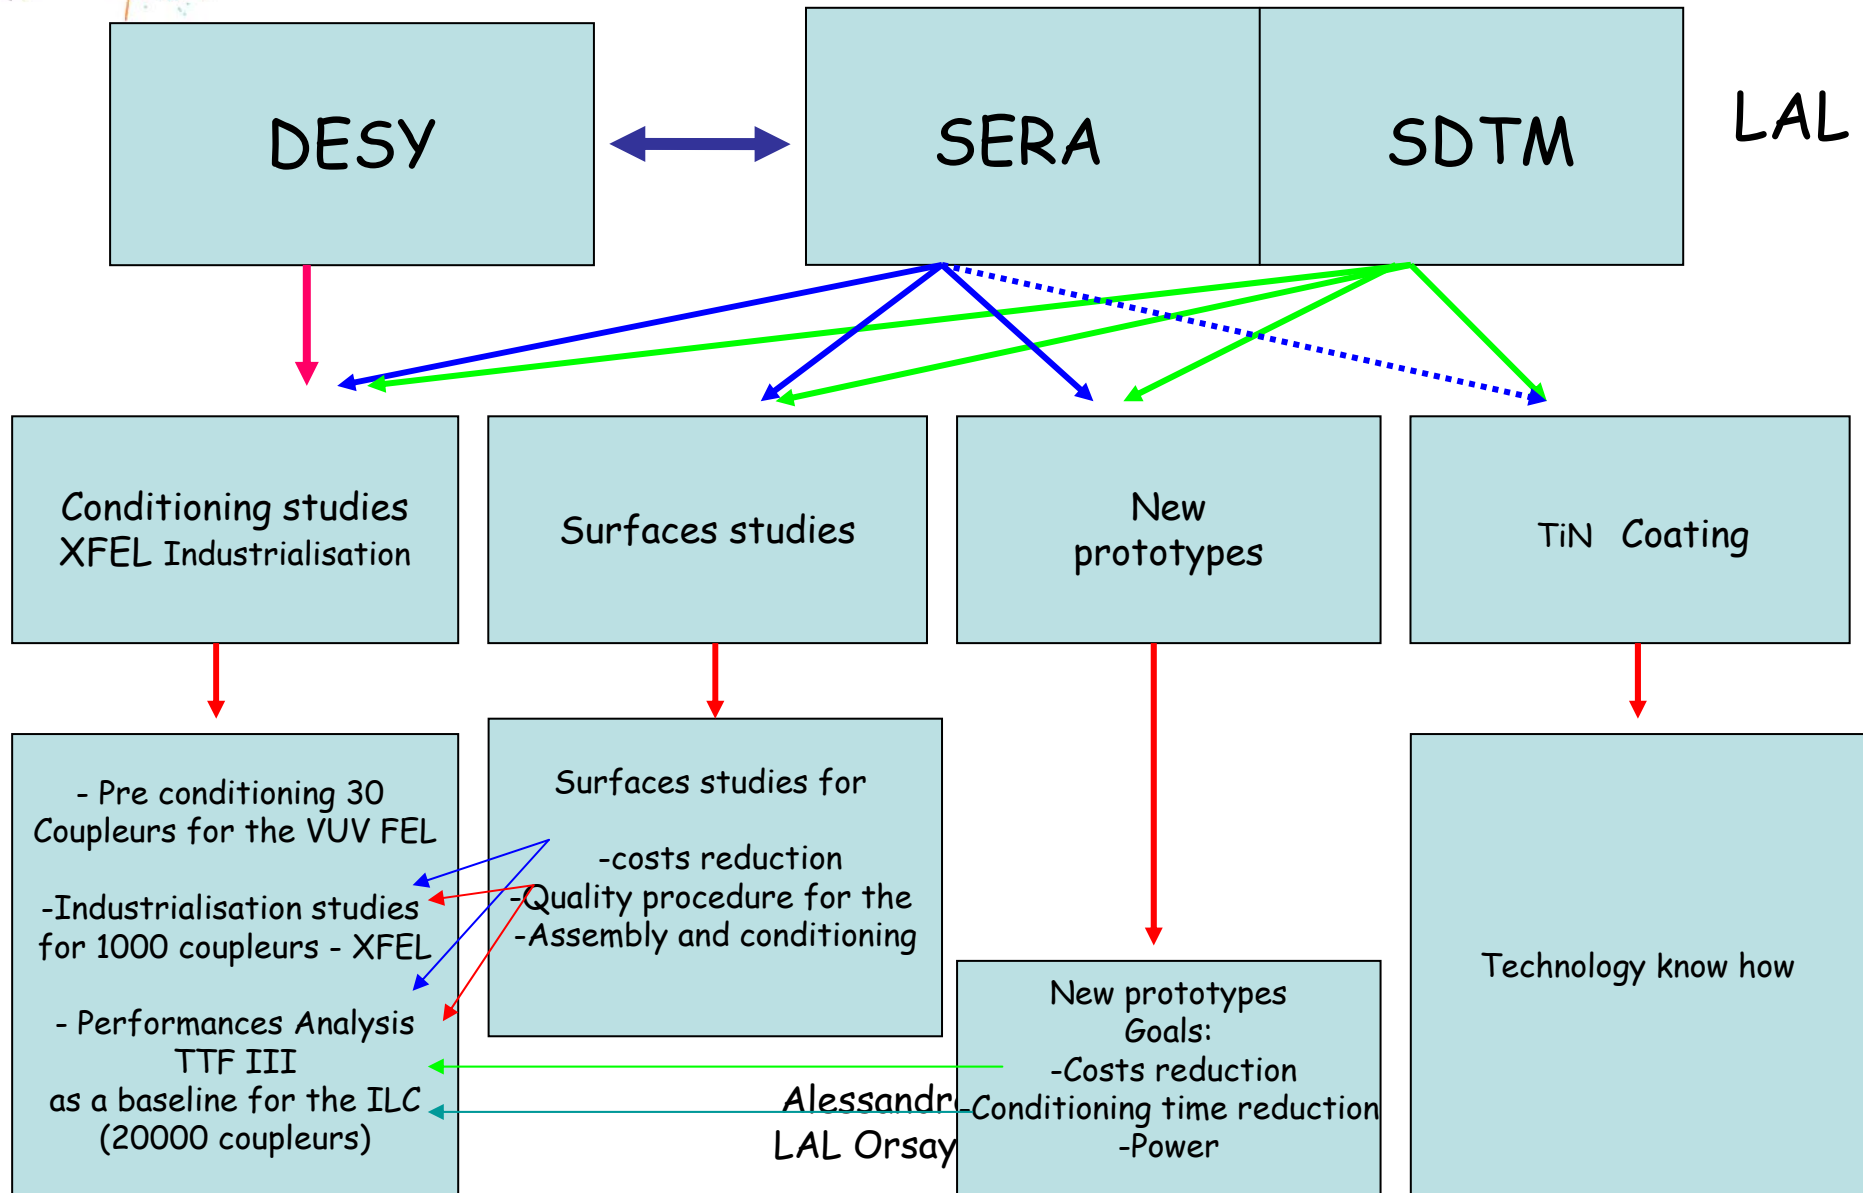 DESY
SERA
SDTM
LAL
Conditioning studies
XFEL Industrialisation
Surfaces studies
New
prototypes
TiN Coating
- Pre conditioning 30
Coupleurs for the VUV FEL
-Industrialisation studies
for 1000 coupleurs - XFEL
- Performances Analysis
TTF III
as a baseline for the ILC
(20000 coupleurs)
Surfaces studies for
-costs reduction
-Quality procedure for the
-Assembly and conditioning
New prototypes
Goals:
-Costs reduction
-Conditioning time reduction
-Power
Technology know how
LAL Orsay